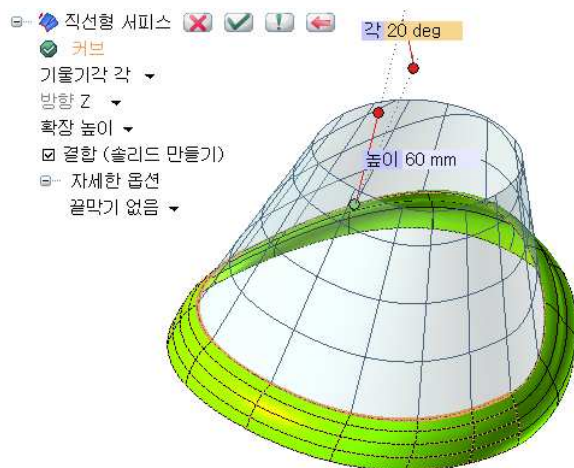 직선형 서피스
각 20 deg
커브
기울기각 각
방향 Z
확장 높이
결합 (솔리드 만들기)
높이 60 mm
자세한 옵션
끝막기 없음